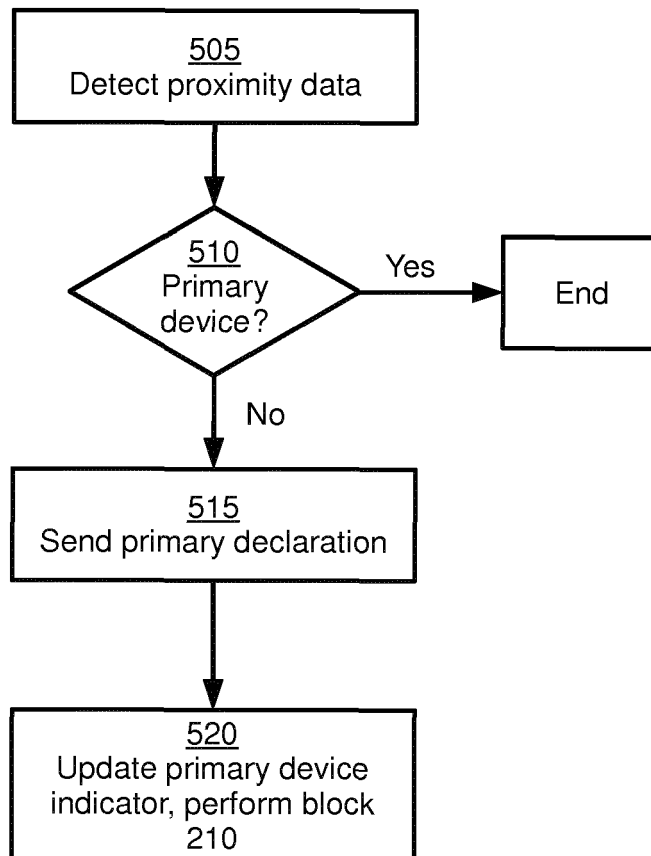 505
Detect proximity data
510
Primary
device?
Yes
End
No
515
Send primary declaration
520
Update primary device
indicator, perform block
210